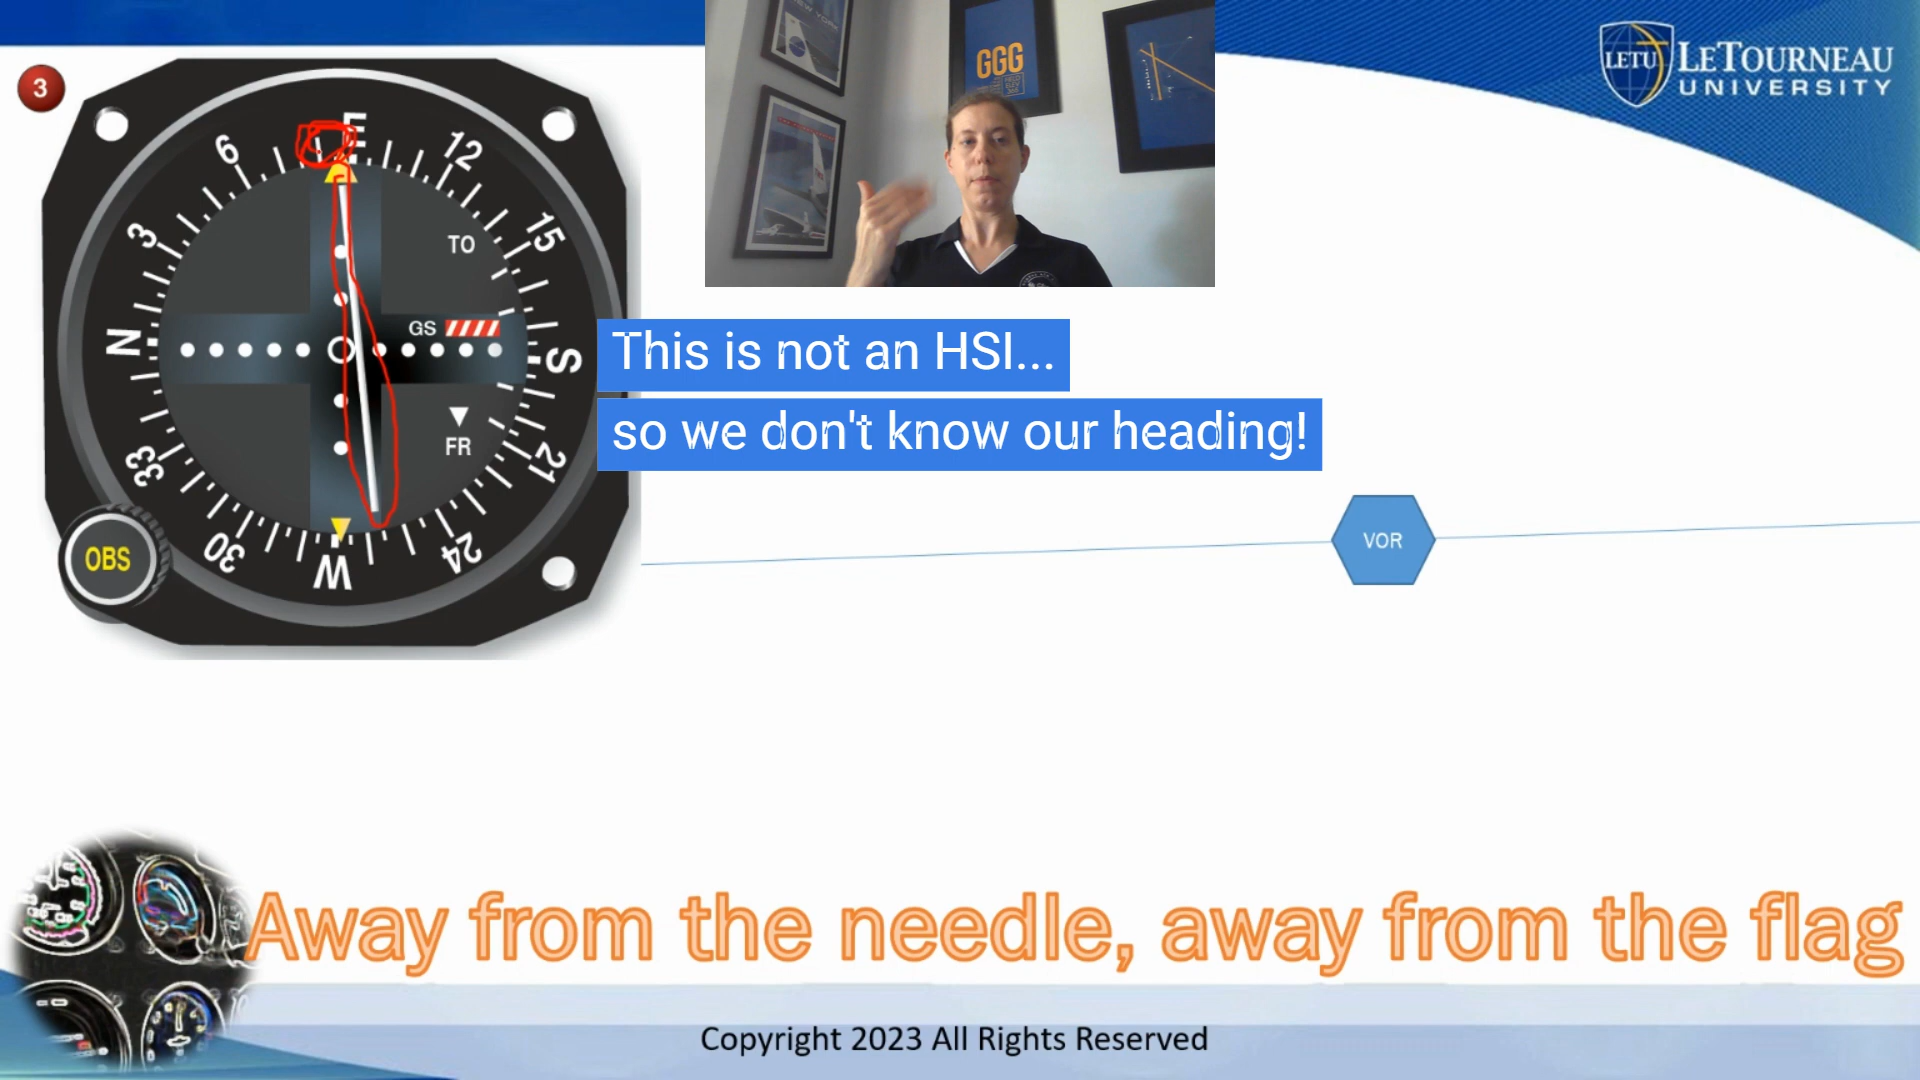 3
NEW YORK
GGG
LETU
LETOURNEAU
UNIVERSITY
E
6
12
3
15
TO
GS
N
S
FR
33
21
OBS
30
24
W
This is not an HSI...
so we don't know our heading!
VOR
Away from the needle, away from the flag
Copyright 2023 All Rights Reserved